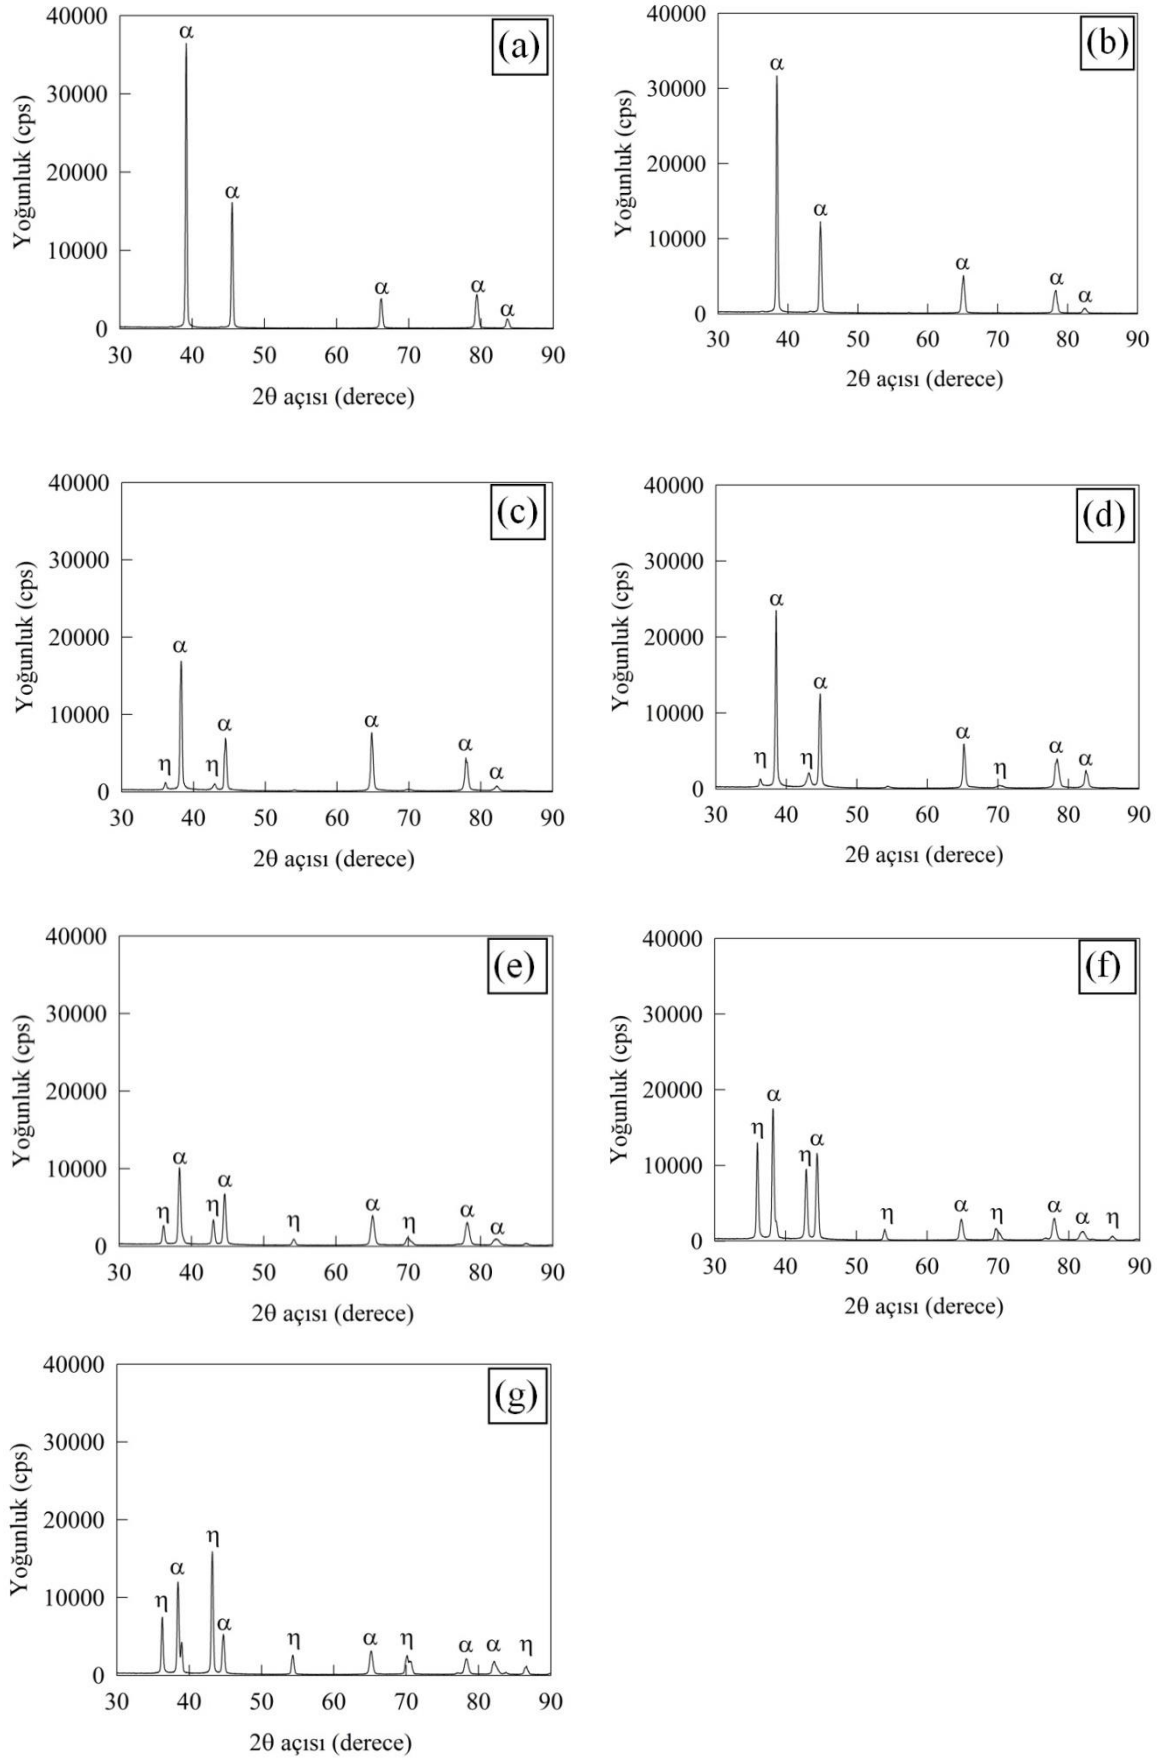 (a)
Yoğunluk (cps)
40000
30000
20000
10000
0
α
α
α
α
α
30 40 50 60 70 80 90
2θ açısı (derece)
(b)
Yoğunluk (cps)
40000
30000
20000
10000
0
α
α
α
α
α
30 40 50 60 70 80 90
2θ açısı (derece)
(c)
Yoğunluk (cps)
40000
30000
20000
10000
0
η
α
η
α
α
α
α
30 40 50 60 70 80 90
2θ açısı (derece)
(d)
Yoğunluk (cps)
40000
30000
20000
10000
0
η
α
η
α
α
η
α
α
30 40 50 60 70 80 90
2θ açısı (derece)
(e)
Yoğunluk (cps)
40000
30000
20000
10000
0
η
α
η
α
η
α
η
α
α
30 40 50 60 70 80 90
2θ açısı (derece)
(f)
Yoğunluk (cps)
40000
30000
20000
10000
0
η
α
η
α
η
α
η
α
α
η
30 40 50 60 70 80 90
2θ açısı (derece)
(g)
Yoğunluk (cps)
40000
30000
20000
10000
0
η
α
η
α
η
α
η
α
α
η
30 40 50 60 70 80 90
2θ açısı (derece)